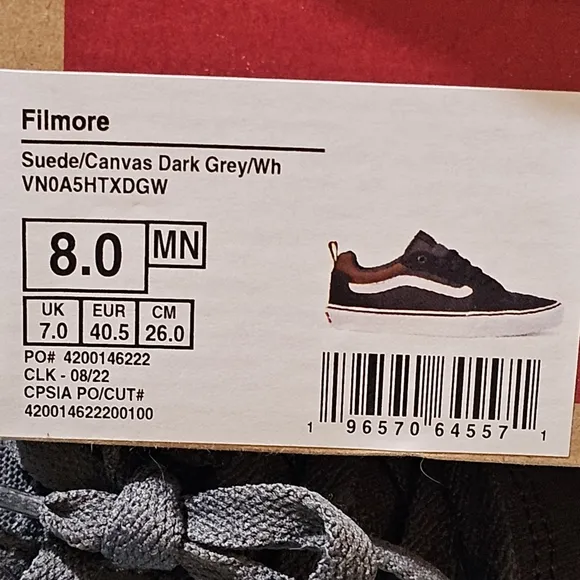 Filmore
Suede/Canvas Dark Grey/Wh
VN0A5HTXDGW
8.0 MN
UK EUR CM
7.0 40.5 26.0
PO# 4200146222
CLK - 08/22
CPSIA PO/CUT#
420014622200100
1 96570 64557 1